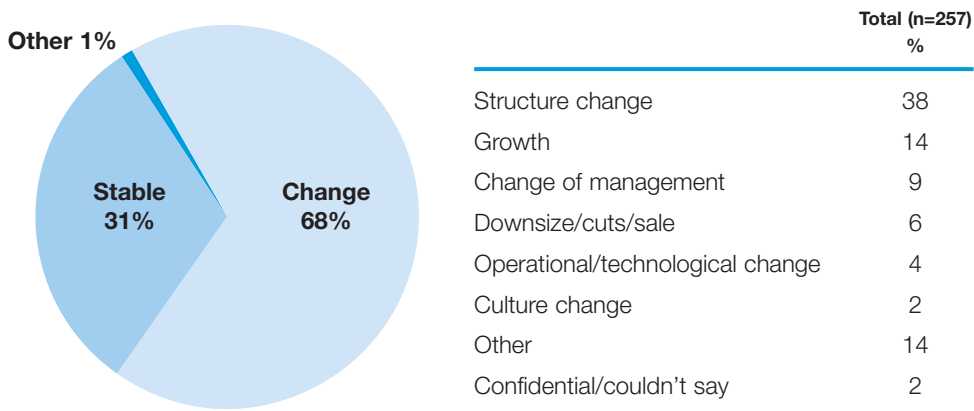 Other 1%
Stable
31%
Change
68%
Total (n=257)
%
Structure change 38
Growth 14
Change of management 9
Downsize/cuts/sale 6
Operational/technological change 4
Culture change 2
Other 14
Confidential/couldn’t say 2